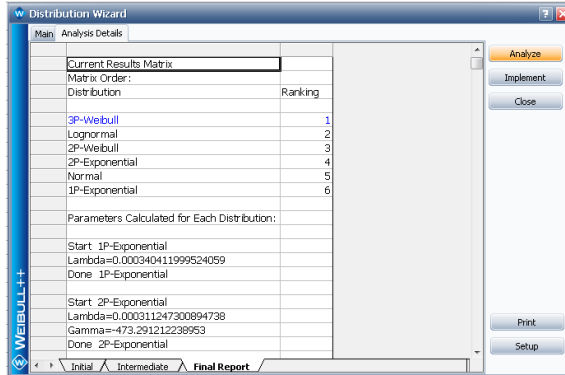 Distribution Wizard
Main Analysis Details
Current Results Matrix
Matrix Order:
Distribution Ranking
3P-Weibull 1
Lognormal 2
2P-Weibull 3
2P-Exponential 4
Normal 5
1P-Exponential 6
Parameters Calculated for Each Distribution:
Start 1P-Exponential
Lambda=0.000340411999524059
Done 1P-Exponential
Start 2P-Exponential
Lambda=0.000311247300894738
Gamma=-473.291212238953
Done 2P-Exponential
Initial Intermediate Final Report
Analyze
Implement
Close
Print
Setup
WEIBULL++